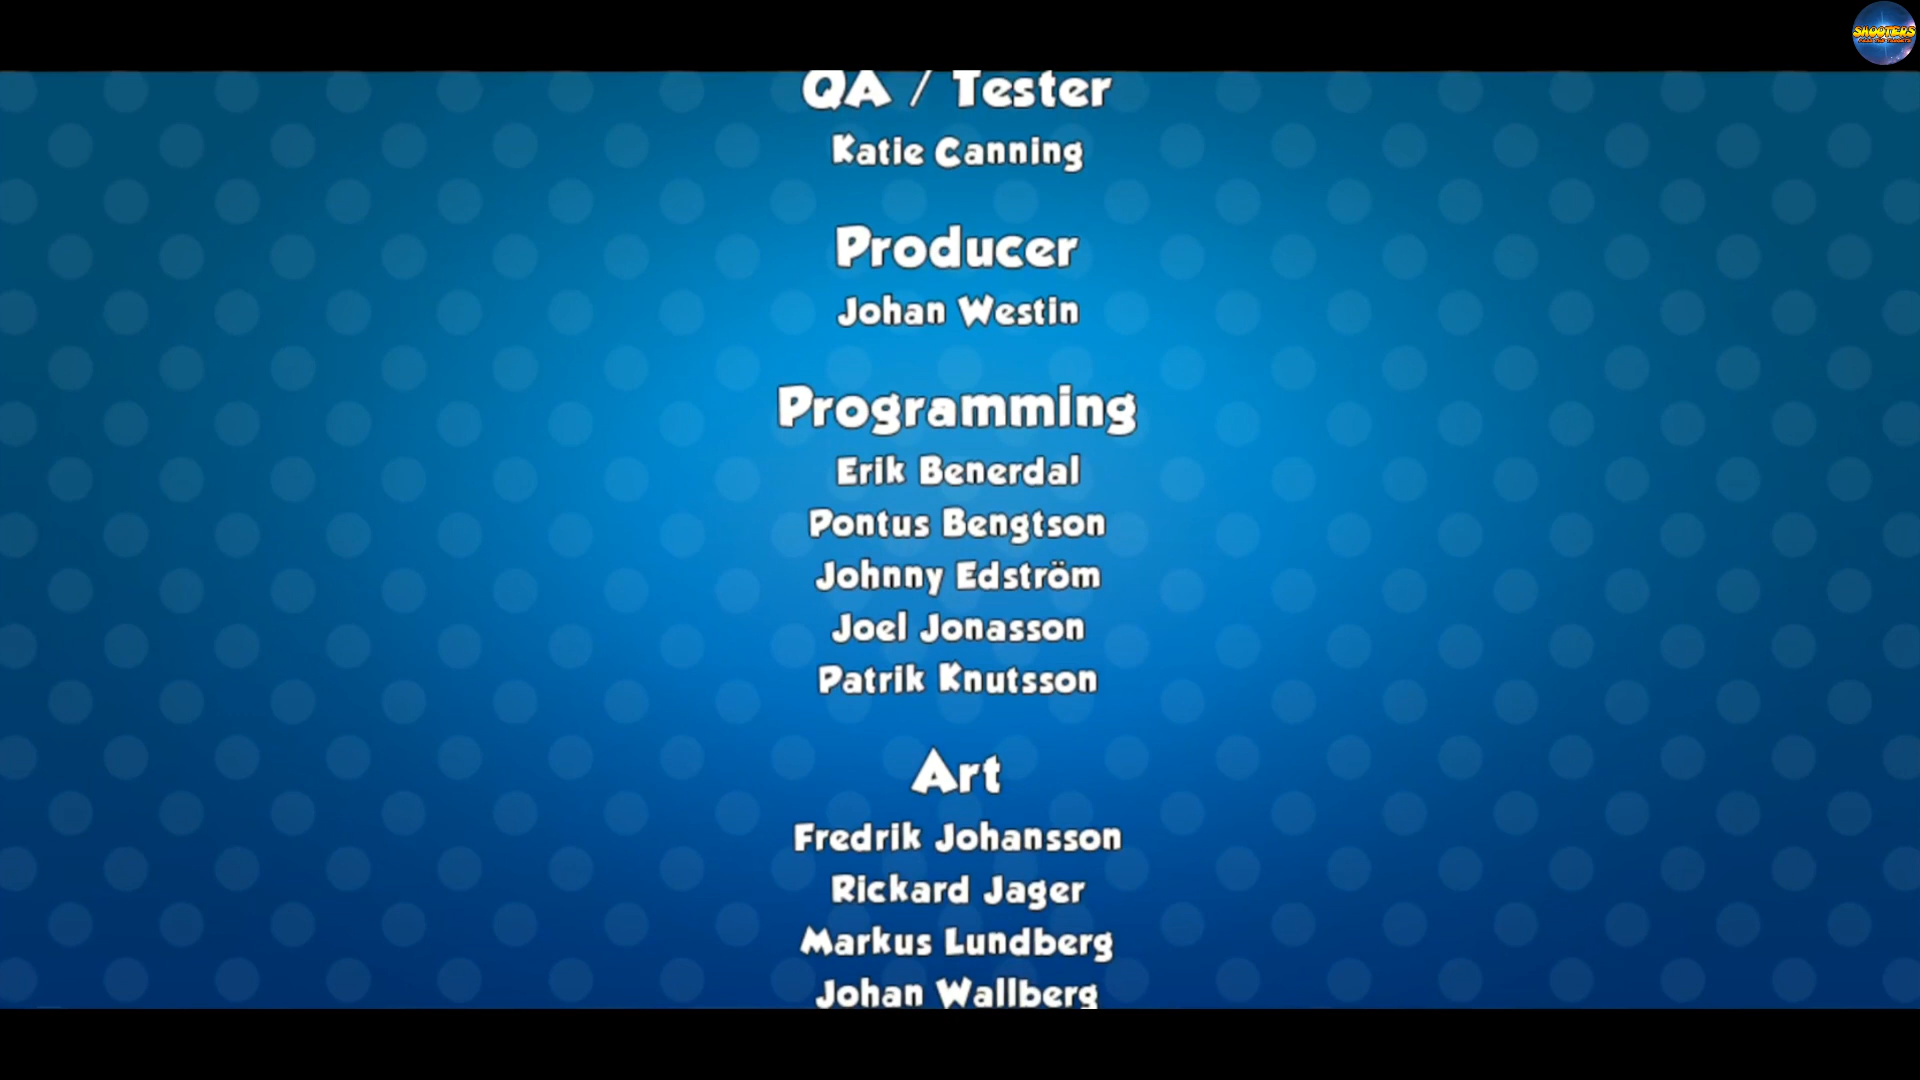 SHOOTERS
QA / Tester
Katie Canning
Producer
Johan Westin
Programming
Erik Benerdal
Pontus Bengtson
Johnny Edström
Joel Jonasson
Patrik Knutsson
Art
Fredrik Johansson
Rickard Jager
Markus Lundberg
Johan Wallberg